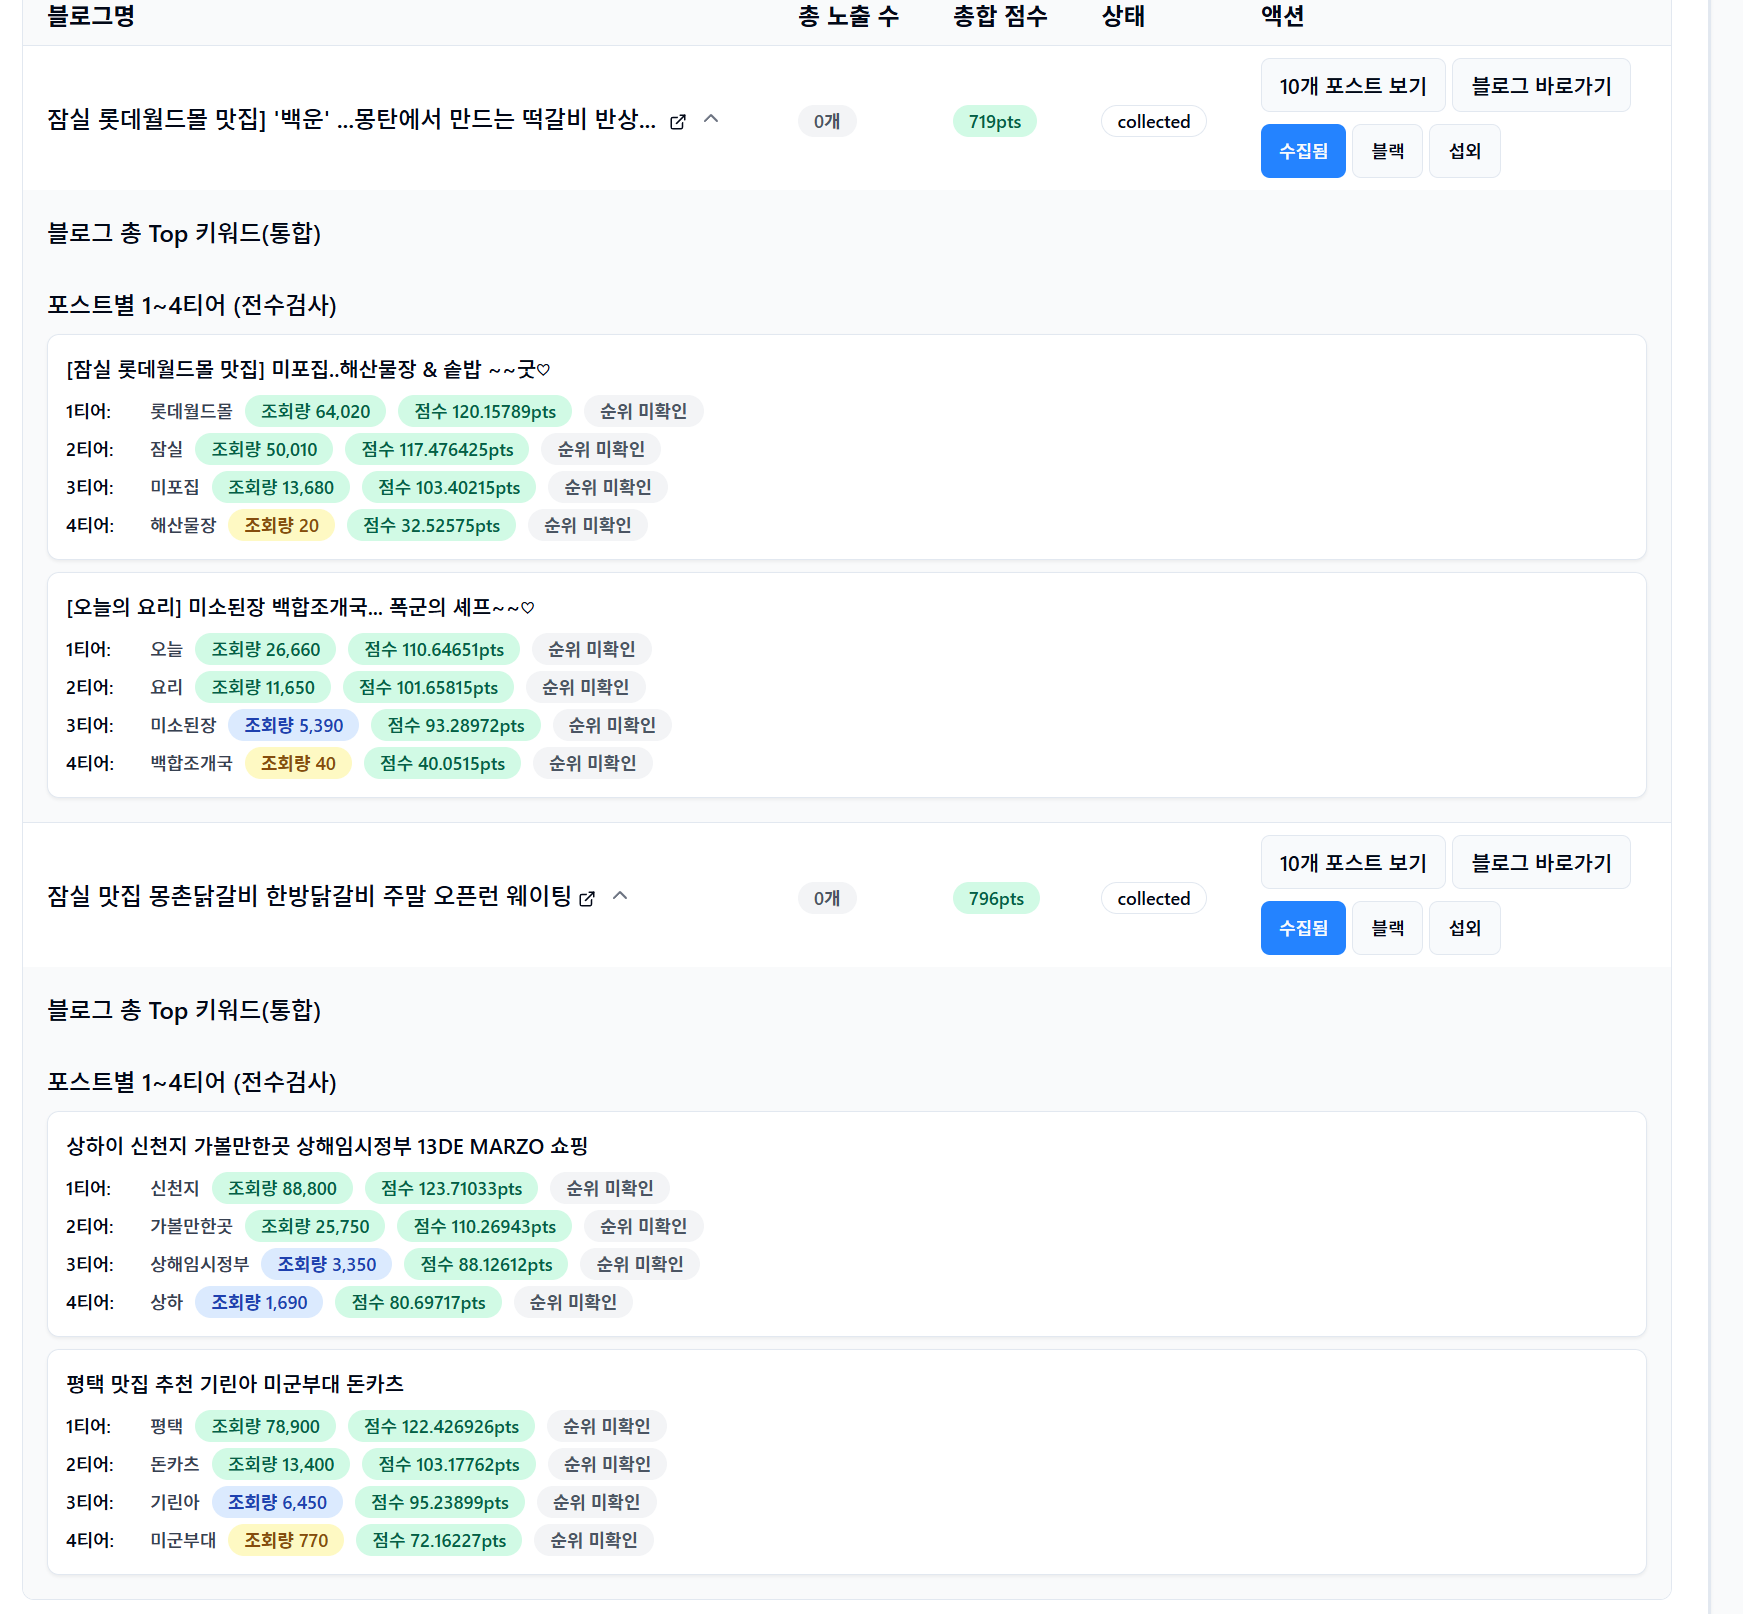 블로그명 총 노출 수 총합 점수 상태 액션
잠실 롯데월드몰 맛집] '백운' ...몽탄에서 만드는 떡갈비 반상... 0개 719pts collected 10개 포스트 보기 블로그 바로가기
수집됨 블랙 섭외
블로그 총 Top 키워드(통합)
포스트별 1~4티어 (전수검사)
[잠실 롯데월드몰 맛집] 미포집..해산물장 & 솥밥 ~~굿♡
1티어: 롯데월드몰 조회량 64,020 점수 120.15789pts 순위 미확인
2티어: 잠실 조회량 50,010 점수 117.476425pts 순위 미확인
3티어: 미포집 조회량 13,680 점수 103.40215pts 순위 미확인
4티어: 해산물장 조회량 20 점수 32.52575pts 순위 미확인
[오늘의 요리] 미소된장 백합조개국... 폭군의 셰프~~♡
1티어: 오늘 조회량 26,660 점수 110.64651pts 순위 미확인
2티어: 요리 조회량 11,650 점수 101.65815pts 순위 미확인
3티어: 미소된장 조회량 5,390 점수 93.28972pts 순위 미확인
4티어: 백합조개국 조회량 40 점수 40.0515pts 순위 미확인
잠실 맛집 몽촌닭갈비 한방닭갈비 주말 오픈런 웨이팅 0개 796pts collected 10개 포스트 보기 블로그 바로가기
수집됨 블랙 섭외
블로그 총 Top 키워드(통합)
포스트별 1~4티어 (전수검사)
상하이 신천지 가볼만한곳 상해임시정부 13DE MARZO 쇼핑
1티어: 신천지 조회량 88,800 점수 123.71033pts 순위 미확인
2티어: 가볼만한곳 조회량 25,750 점수 110.26943pts 순위 미확인
3티어: 상해임시정부 조회량 3,350 점수 88.12612pts 순위 미확인
4티어: 상하 조회량 1,690 점수 80.69717pts 순위 미확인
평택 맛집 추천 기린아 미군부대 돈카츠
1티어: 평택 조회량 78,900 점수 122.426926pts 순위 미확인
2티어: 돈카츠 조회량 13,400 점수 103.17762pts 순위 미확인
3티어: 기린아 조회량 6,450 점수 95.23899pts 순위 미확인
4티어: 미군부대 조회량 770 점수 72.16227pts 순위 미확인